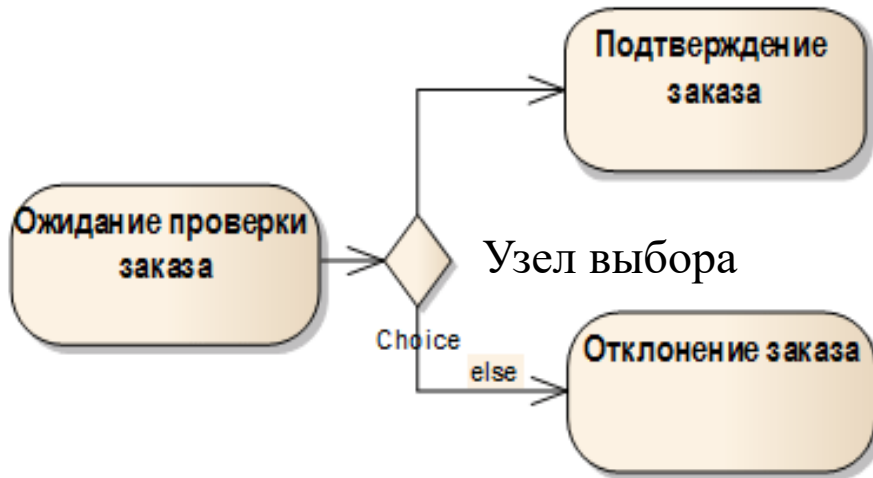 Подтверждение
заказа
Ожидание проверки
заказа
Узел выбора
Choice
else
Отклонение заказа